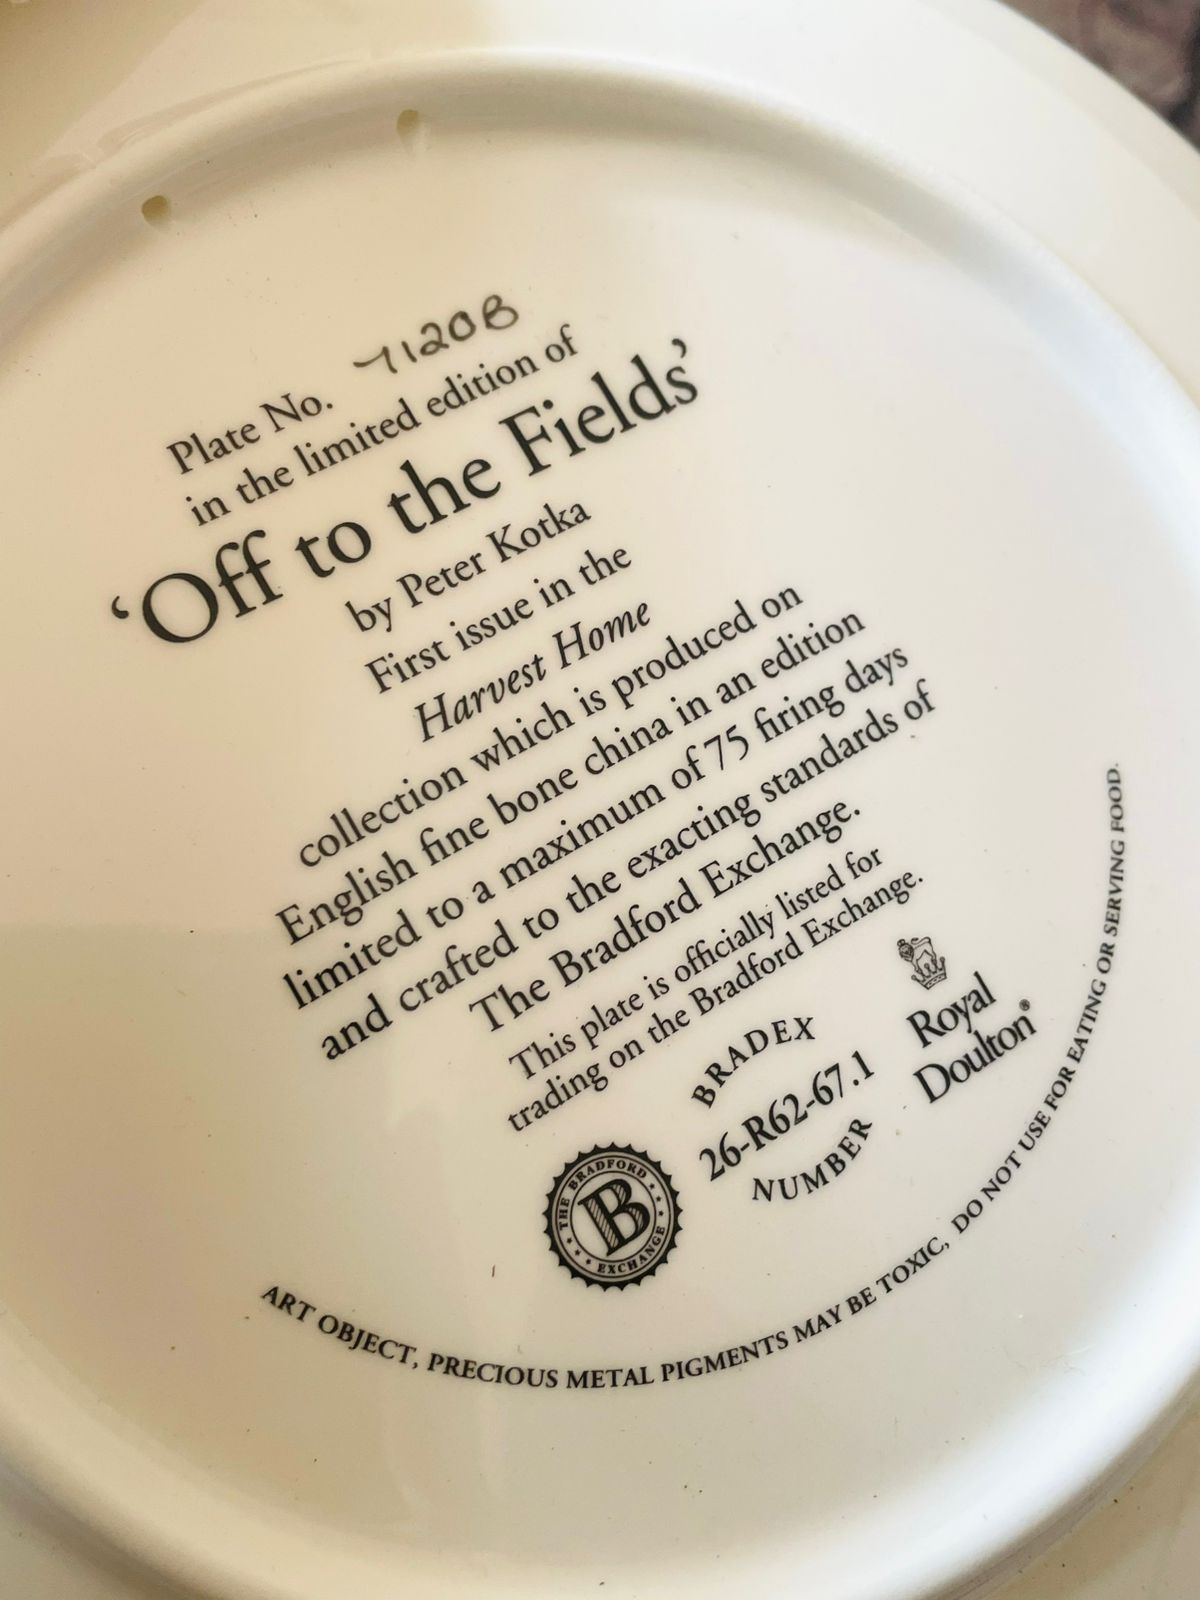 Plate No. 7120B
in the limited edition of
‘Off to the Fields’
by Peter Kotka
First issue in the
Harvest Home
collection which is produced on
English fine bone china in an edition
limited to a maximum of 75 firing days
and crafted to the exacting standards of
The Bradford Exchange.
This plate is officially listed for
trading on the Bradford Exchange.
BRADEX
26-R62-67.1
NUMBER
Royal
Doulton®
THE BRADFORD
B
EXCHANGE
ART OBJECT, PRECIOUS METAL PIGMENTS MAY BE TOXIC, DO NOT USE FOR EATING OR SERVING FOOD.